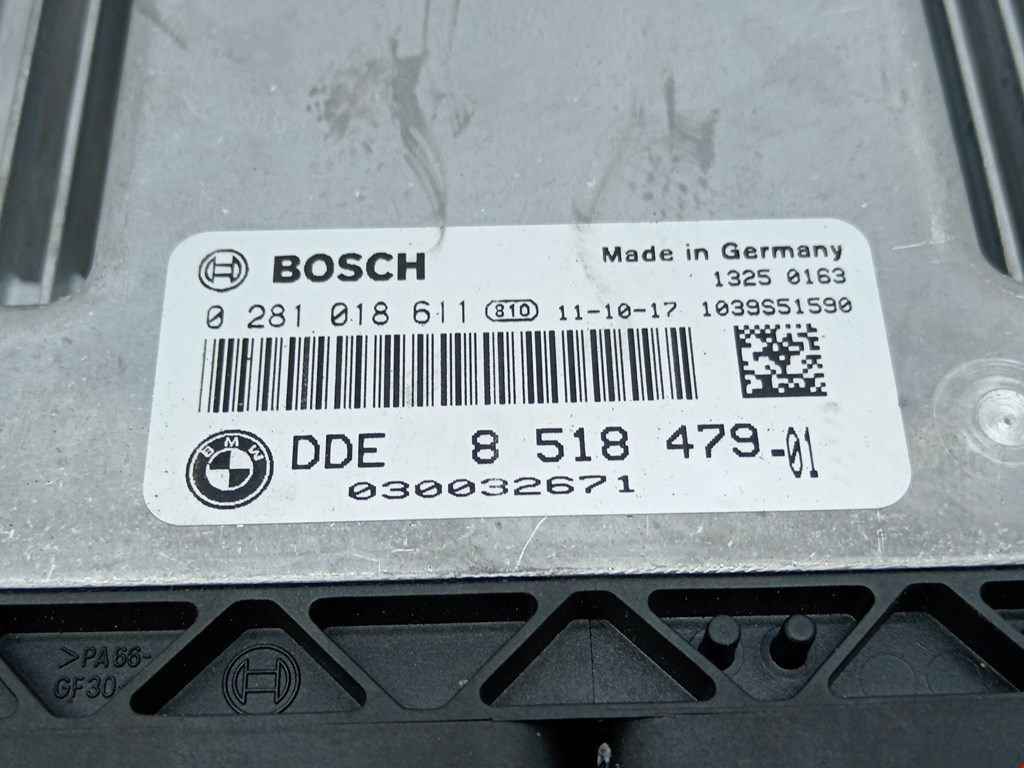 BOSCH
Made in Germany
1325 0163
0 281 018 611 810 11-10-17 1039S51590
BMW
DDE 8 518 479-01
030032671
>PA66-
GF30